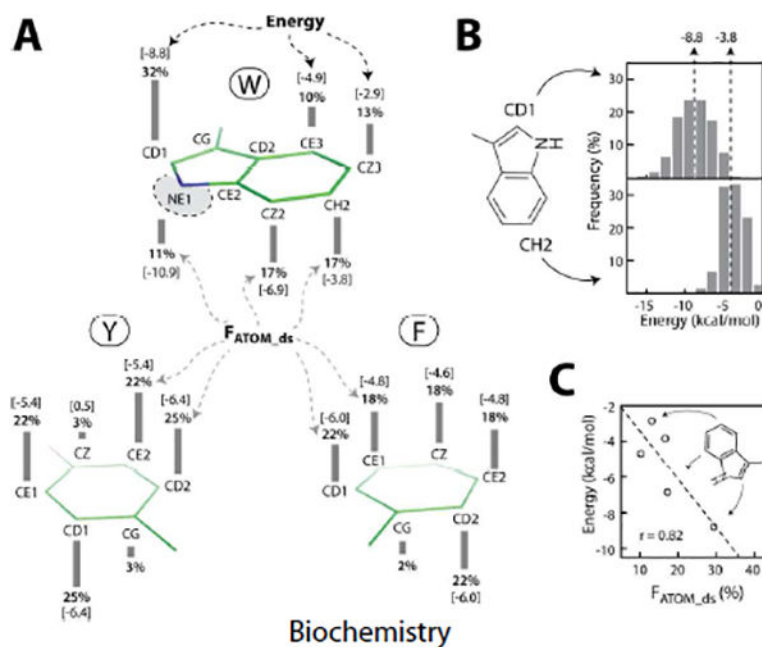 A
Energy
[-8.8]
32%
W
[-4.9]
10%
[-2.9]
13%
CD1
CG
CD2
CE3
CZ3
NE1
CE2
CZ2
CH2
11%
[-10.9]
17%
[-6.9]
17%
[-3.8]
Y
F
FATOM_ds
[-5.4]
22%
[0.5]
3%
[-5.4]
22%
[-6.4]
25%
CE1
CZ
CE2
CD2
CD1
CG
25%
[-6.4]
3%
[-6.0]
22%
[-4.8]
18%
[-4.6]
18%
[-4.8]
18%
CD1
CE1
CZ
CE2
CG
CD2
2%
22%
[-6.0]
B
-8.8 -3.8
CD1
NH
CH2
Frequency (%)
30
20
10
30
20
10
-15 -10 -5 0
Energy (kcal/mol)
C
Energy (kcal/mol)
-2
-4
-6
-8
-10
r = 0.82
10 20 30 40
FATOM_ds (%)
Biochemistry